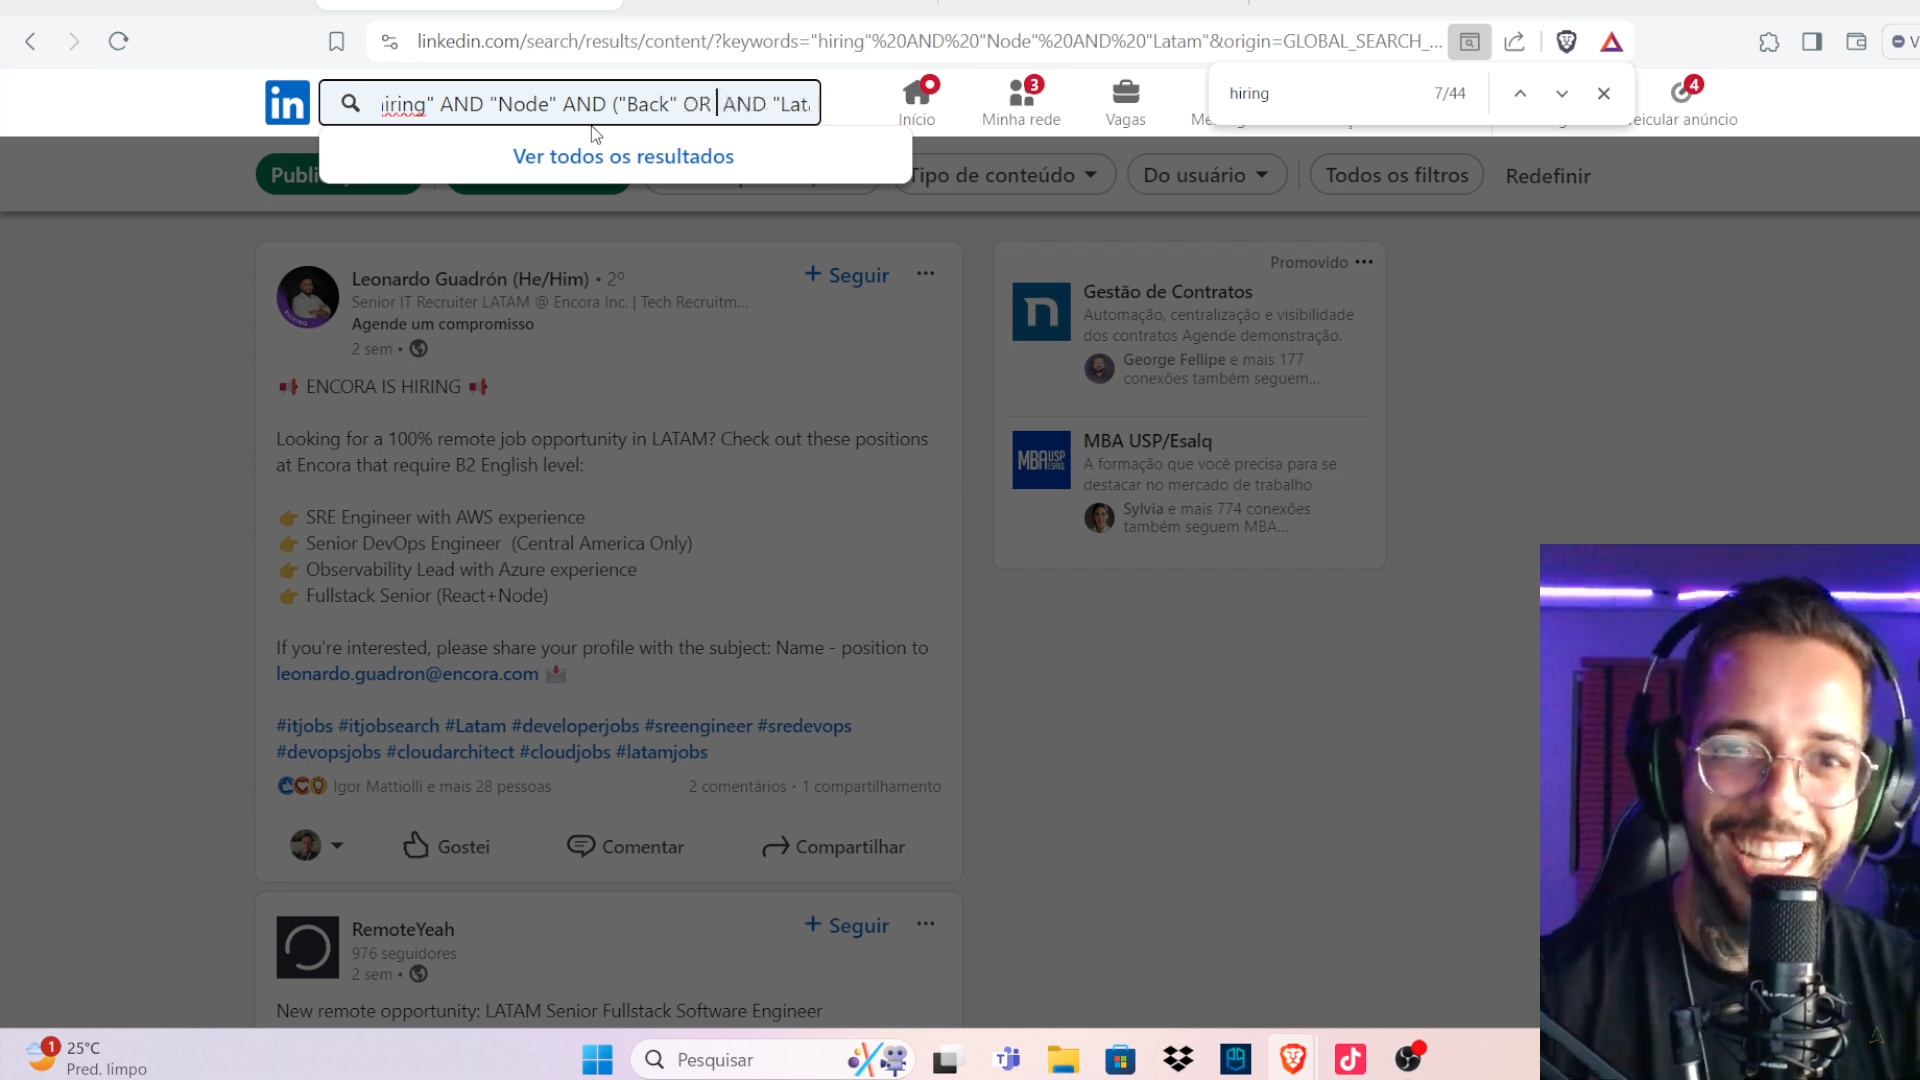 linkedin.com/search/results/content/?keywords="hiring"%20AND%20"Node"%20AND%20"Latam"&origin=GLOBAL_SEARCH_...
V
in
iring" AND "Node" AND ("Back" OR AND "Lat
Início
3
Minha rede
Vagas
hiring
7/44
4
eicular anúncio
Ver todos os resultados
Publi
Tipo de conteúdo
Do usuário
Todos os filtros
Redefinir
Leonardo Guadrón (He/Him) • 2º
+ Seguir
Senior IT Recruiter LATAM @ Encora Inc. | Tech Recruitm...
Agende um compromisso
2 sem •
📢 ENCORA IS HIRING 📢
Looking for a 100% remote job opportunity in LATAM? Check out these positions
at Encora that require B2 English level:
👉 SRE Engineer with AWS experience
👉 Senior DevOps Engineer (Central America Only)
👉 Observability Lead with Azure experience
👉 Fullstack Senior (React+Node)
If you're interested, please share your profile with the subject: Name - position to
leonardo.guadron@encora.com 📩
#itjobs #itjobsearch #Latam #developerjobs #sreengineer #sredevops
#devopsjobs #cloudarchitect #cloudjobs #latamjobs
Igor Mattiolli e mais 28 pessoas
2 comentários • 1 compartilhamento
Gostei
Comentar
Compartilhar
RemoteYeah
+ Seguir
976 seguidores
2 sem •
New remote opportunity: LATAM Senior Fullstack Software Engineer
Promovido
n
Gestão de Contratos
Automação, centralização e visibilidade
dos contratos Agende demonstração.
George Fellipe e mais 177
conexões também seguem...
MBA USP ESALQ
MBA USP/Esalq
A formação que você precisa para se
destacar no mercado de trabalho
Sylvia e mais 774 conexões
também seguem MBA...
1
25°C
Pred. limpo
Pesquisar